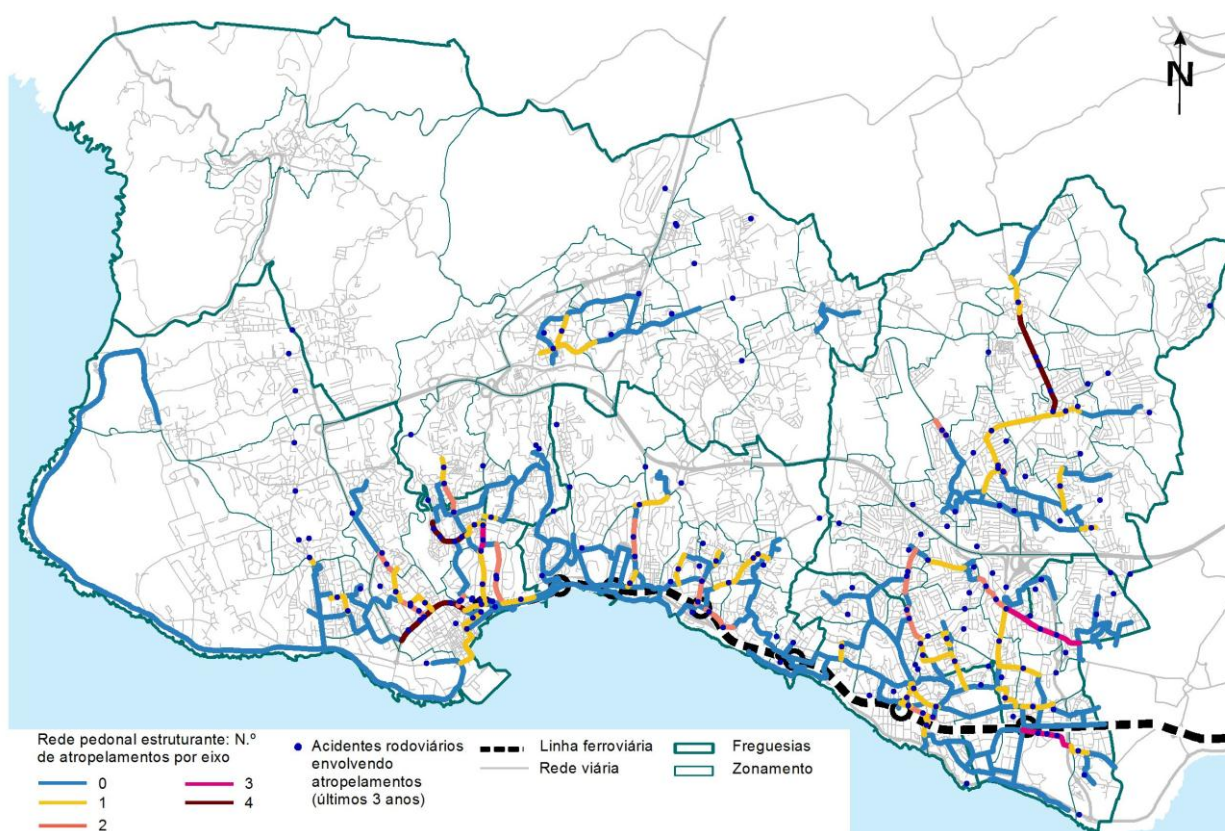 N
Rede pedonal estruturante: N.º
de atropelamentos por eixo
0
1
2
3
4
Acidentes rodoviários
envolvendo
atropelamentos
(últimos 3 anos)
Linha ferroviária
Rede viária
Freguesias
Zonamento